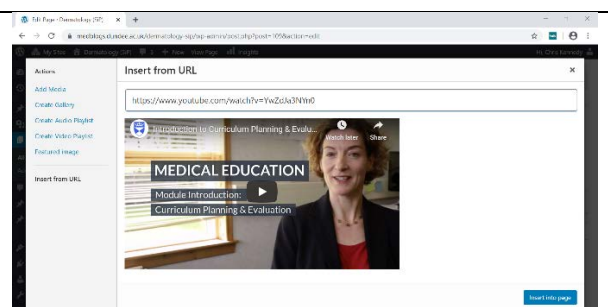 Edit Page · Dermatology (SIP)
medblogs.dundee.ac.uk/dermatology-sip/wp-admin/post.php?post=109&action=edit
My Sites
New
View Page
Insights
Hi, Chris Kennedy
Actions
Add Media
Create Gallery
Create Audio Playlist
Create Video Playlist
Featured image
Insert from URL
Insert from URL
https://www.youtube.com/watch?v=YwZdJa3NYn0
Introduction to Curriculum Planning & Evalu...
Watch later
Share
MEDICAL EDUCATION
Module Introduction:
Curriculum Planning & Evaluation
Insert into page